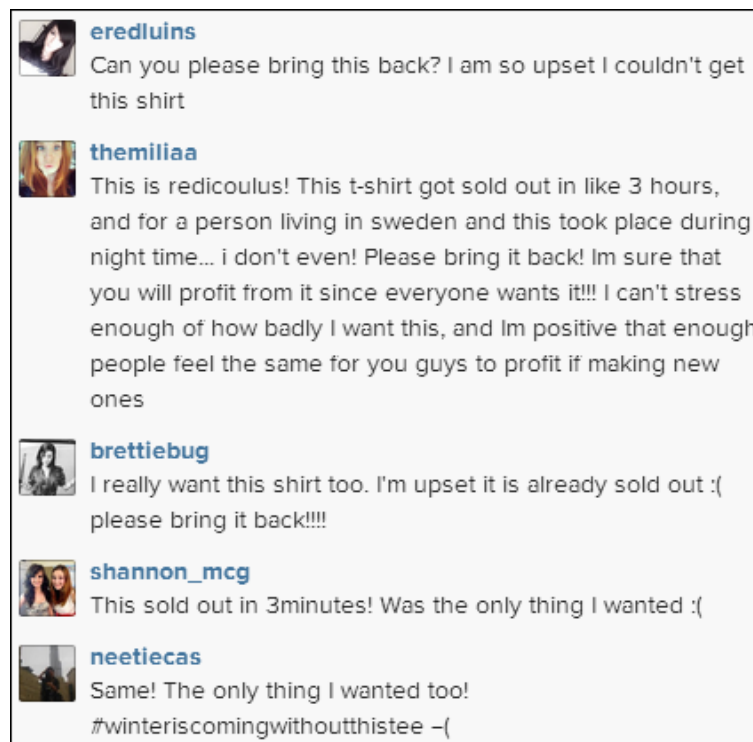 eredluins
Can you please bring this back? I am so upset I couldn't get
this shirt
themiliaa
This is redicoulus! This t-shirt got sold out in like 3 hours,
and for a person living in sweden and this took place during
night time... i don't even! Please bring it back! Im sure that
you will profit from it since everyone wants it!!! I can't stress
enough of how badly I want this, and Im positive that enough
people feel the same for you guys to profit if making new
ones
brettiebug
I really want this shirt too. I'm upset it is already sold out :(
please bring it back!!!!
shannon_mcg
This sold out in 3minutes! Was the only thing I wanted :(
neetiecas
Same! The only thing I wanted too!
#winteriscomingwithoutthistee –(